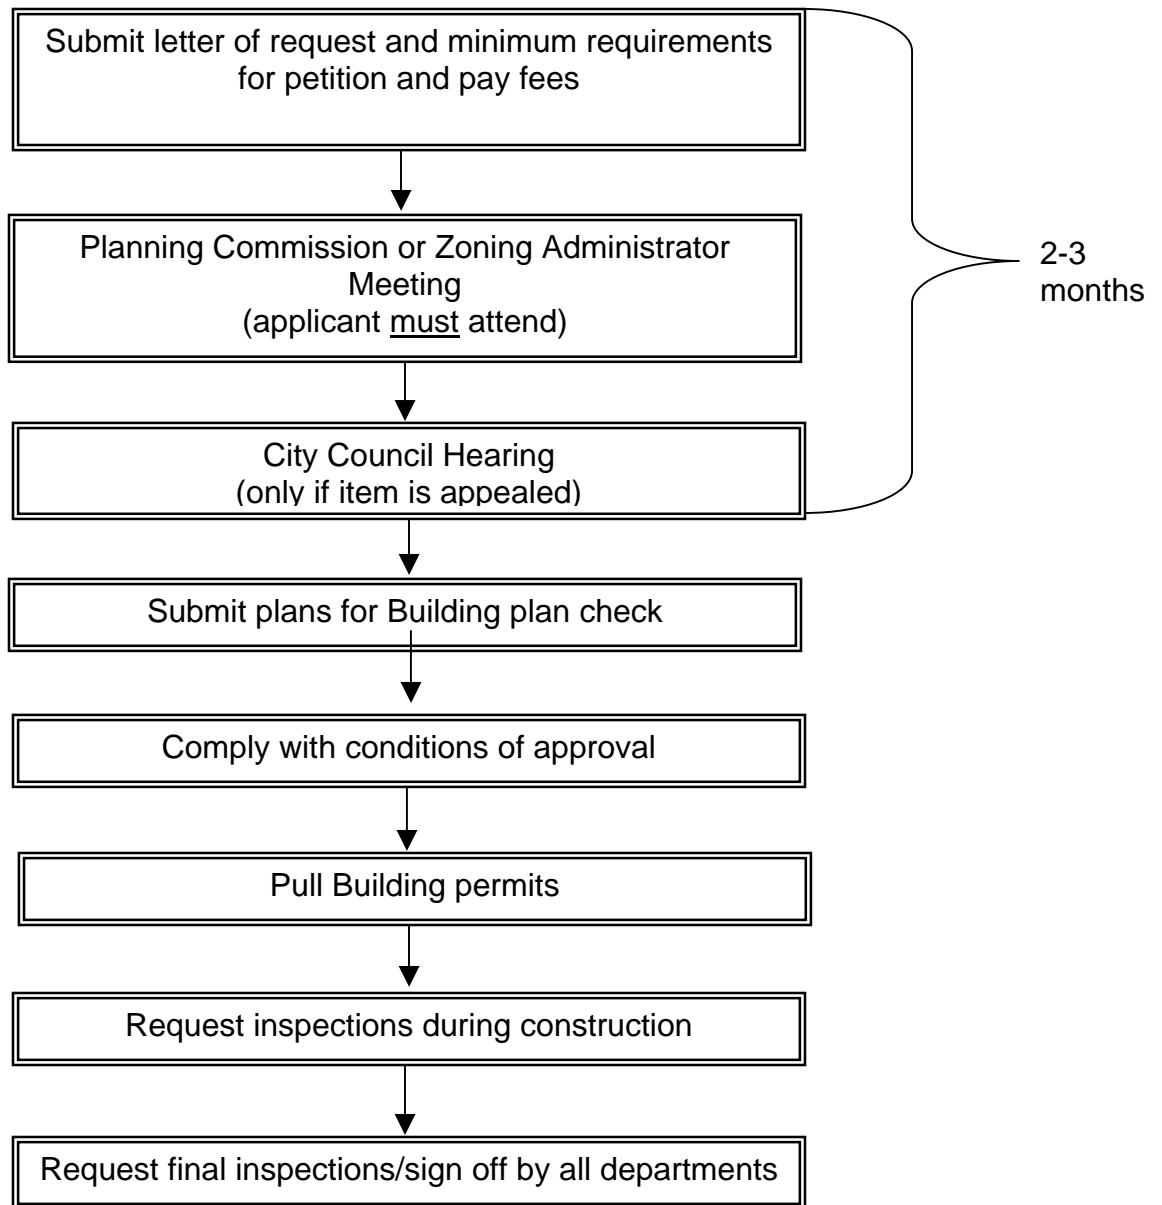 Submit letter of request and minimum requirements
for petition and pay fees
Planning Commission or Zoning Administrator
Meeting
(applicant must attend)
2-3
months
City Council Hearing
(only if item is appealed)
Submit plans for Building plan check
Comply with conditions of approval
Pull Building permits
Request inspections during construction
Request final inspections/sign off by all departments